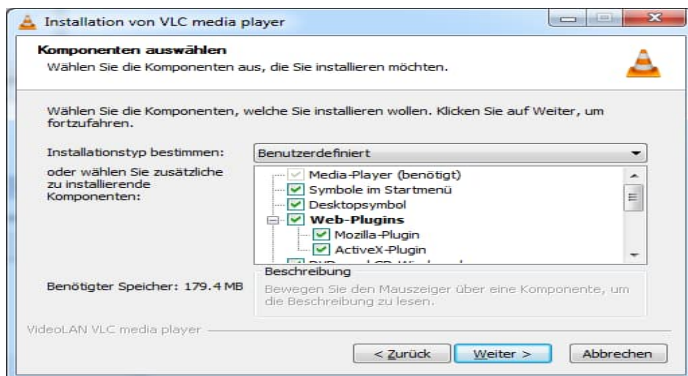 Installation von VLC media player
Komponenten auswählen
Wählen Sie die Komponenten aus, die Sie installieren möchten.
Wählen Sie die Komponenten, welche Sie installieren wollen. Klicken Sie auf Weiter, um
fortzufahren.
Installationstyp bestimmen:
Benutzerdefiniert
oder wählen Sie zusätzliche
zu installierende
Komponenten:
Media-Player (benötigt)
Symbole im Startmenü
Desktopsymbol
Web-Plugins
Mozilla-Plugin
ActiveX-Plugin
Benötigter Speicher: 179.4 MB
Beschreibung
Bewegen Sie den Mauszeiger über eine Komponente, um
die Beschreibung zu lesen.
VideoLAN VLC media player
< Zurück
Weiter >
Abbrechen